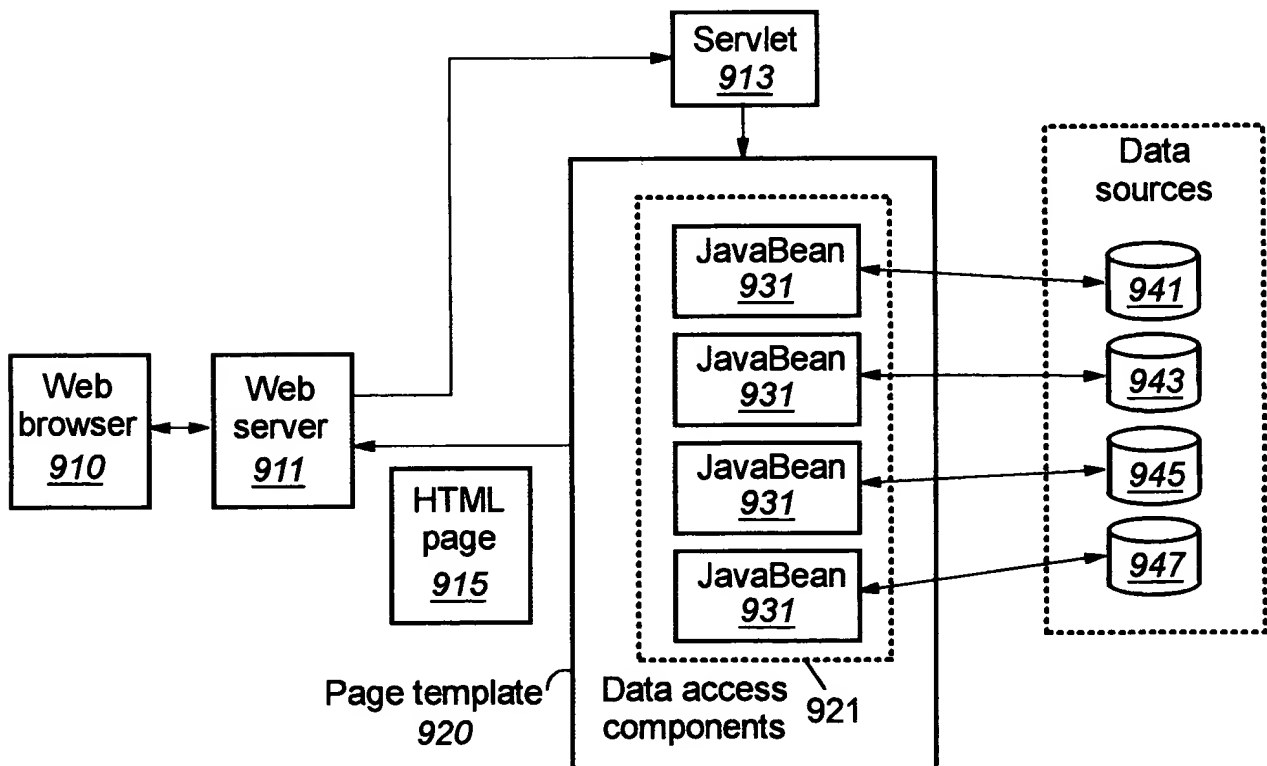 Servlet
913
Data
sources
JavaBean
931
941
JavaBean
931
943
Web
browser
910
Web
server
911
JavaBean
931
945
HTML
page
915
JavaBean
931
947
Page template
920
Data access
components
921